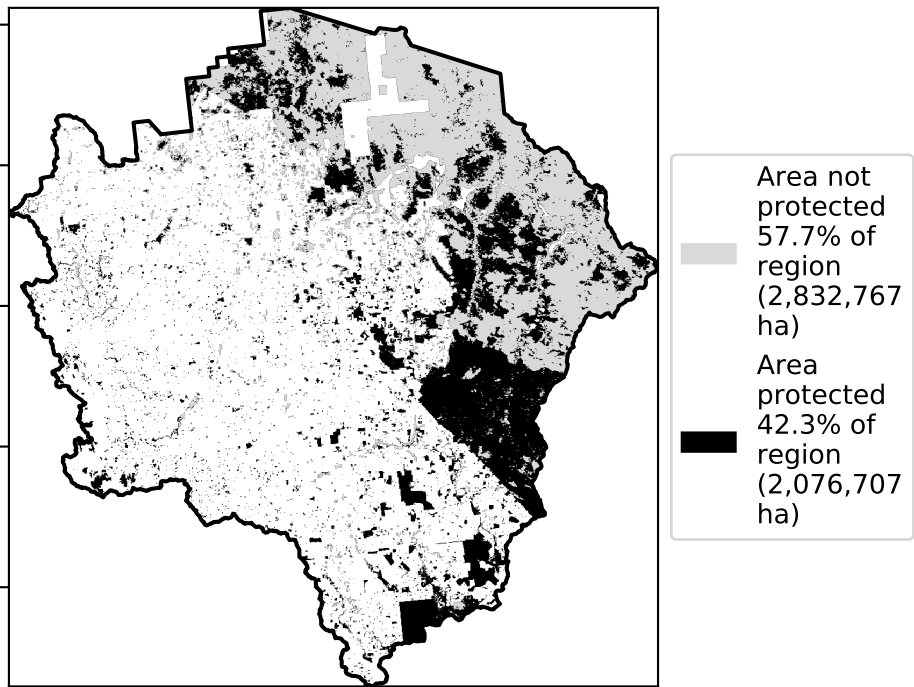 Area not
protected
57.7% of
region
(2,832,767
ha)
Area
protected
42.3% of
region
(2,076,707
ha)